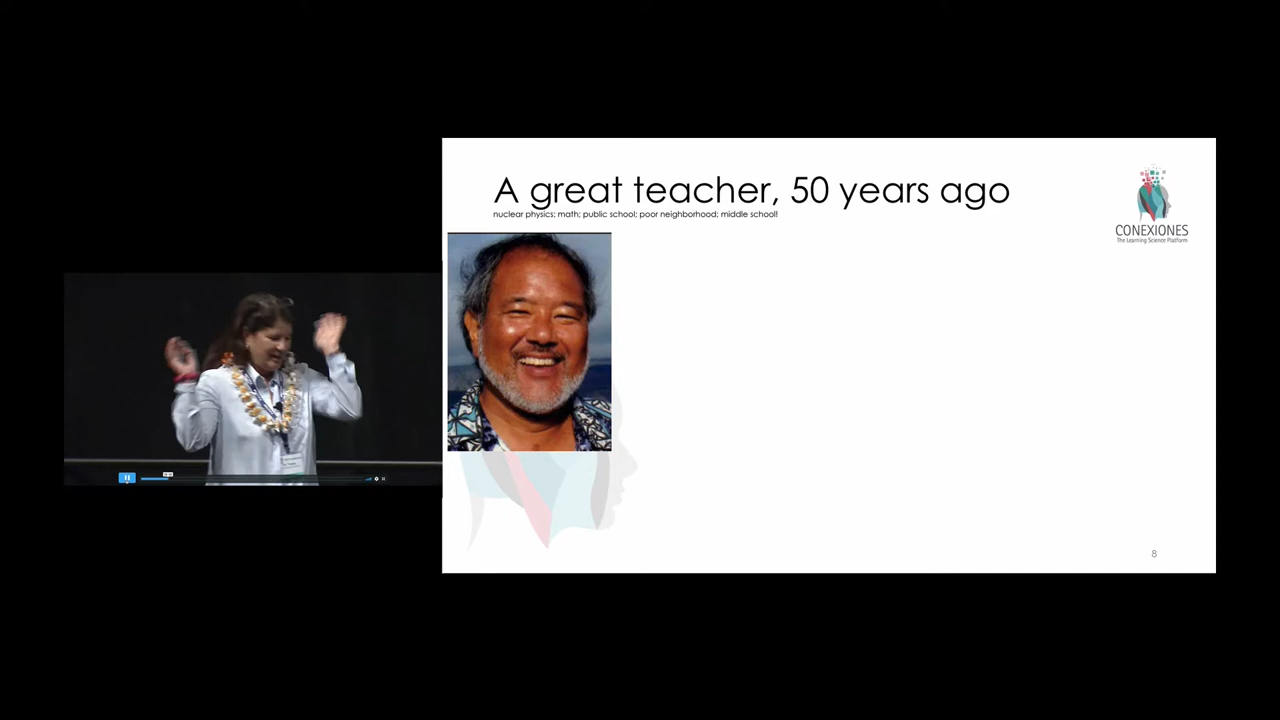 A great teacher, 50 years ago
nuclear physics; math; public school; poor neighborhood; middle school!
CONEXIONES
The Learning Science Platform
8